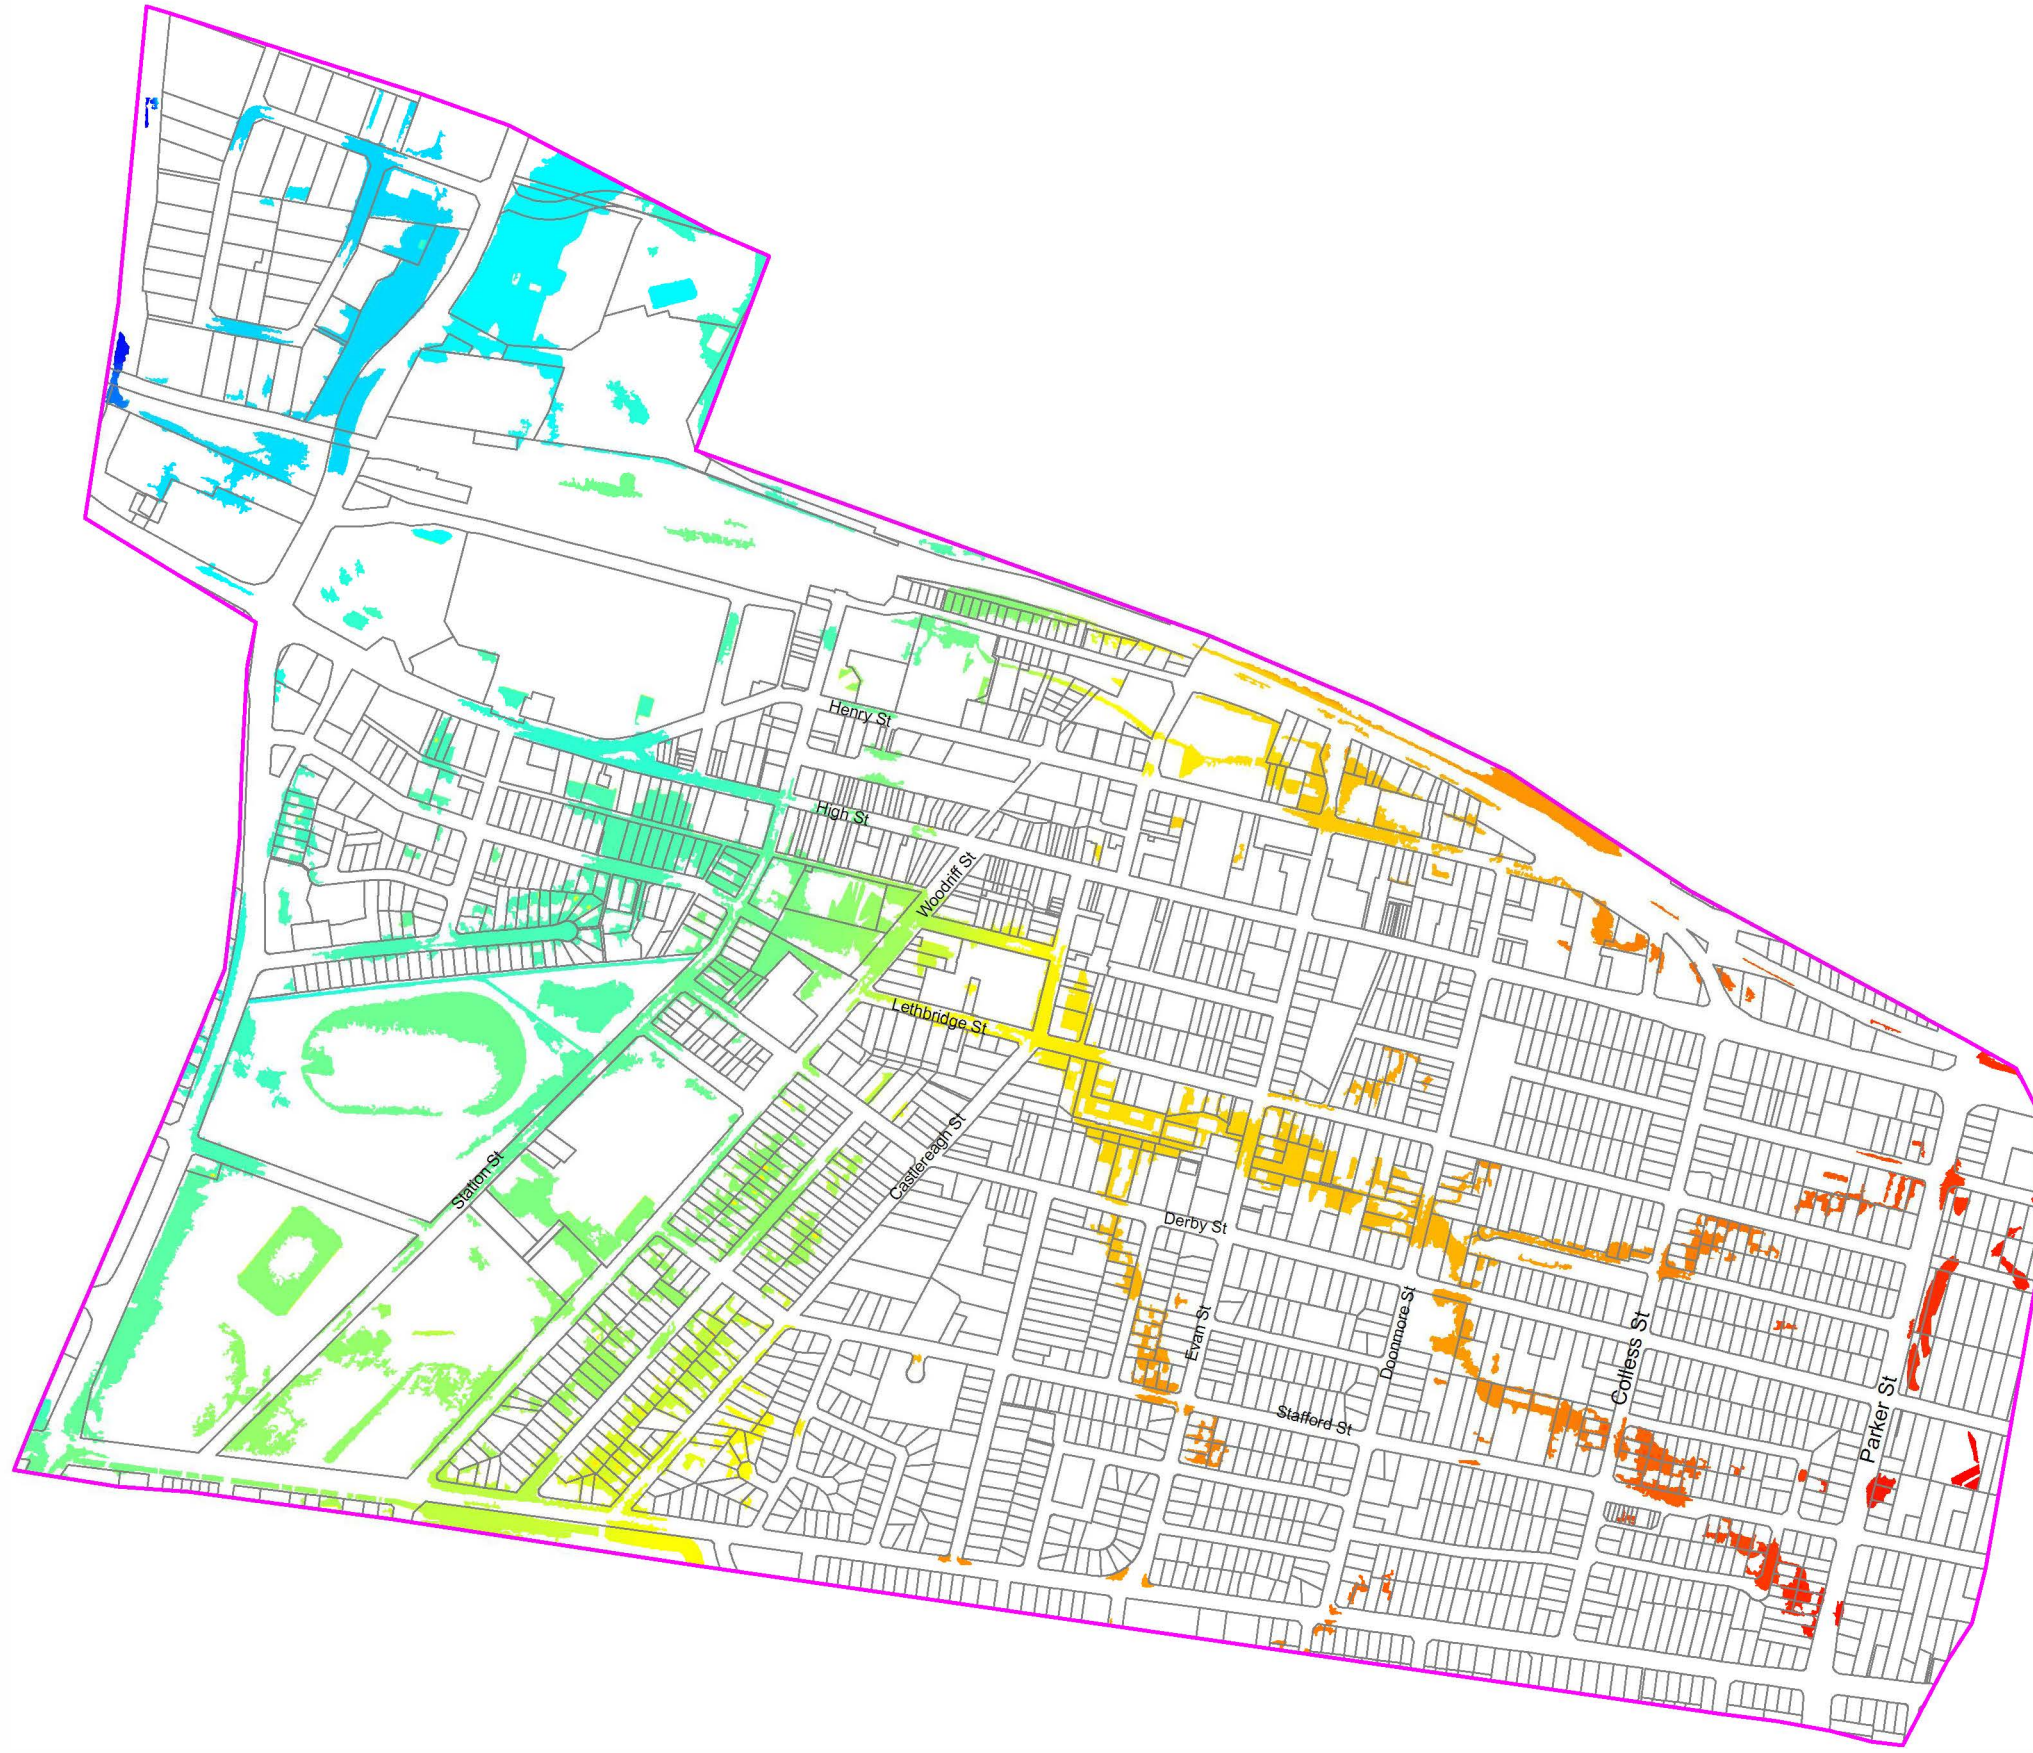 Henry St
High St
Woodriff St
Lethbridge St
Castlereagh St
Station St
Derby St
Evan St
Doonmore St
Colless St
Stafford St
Parker St